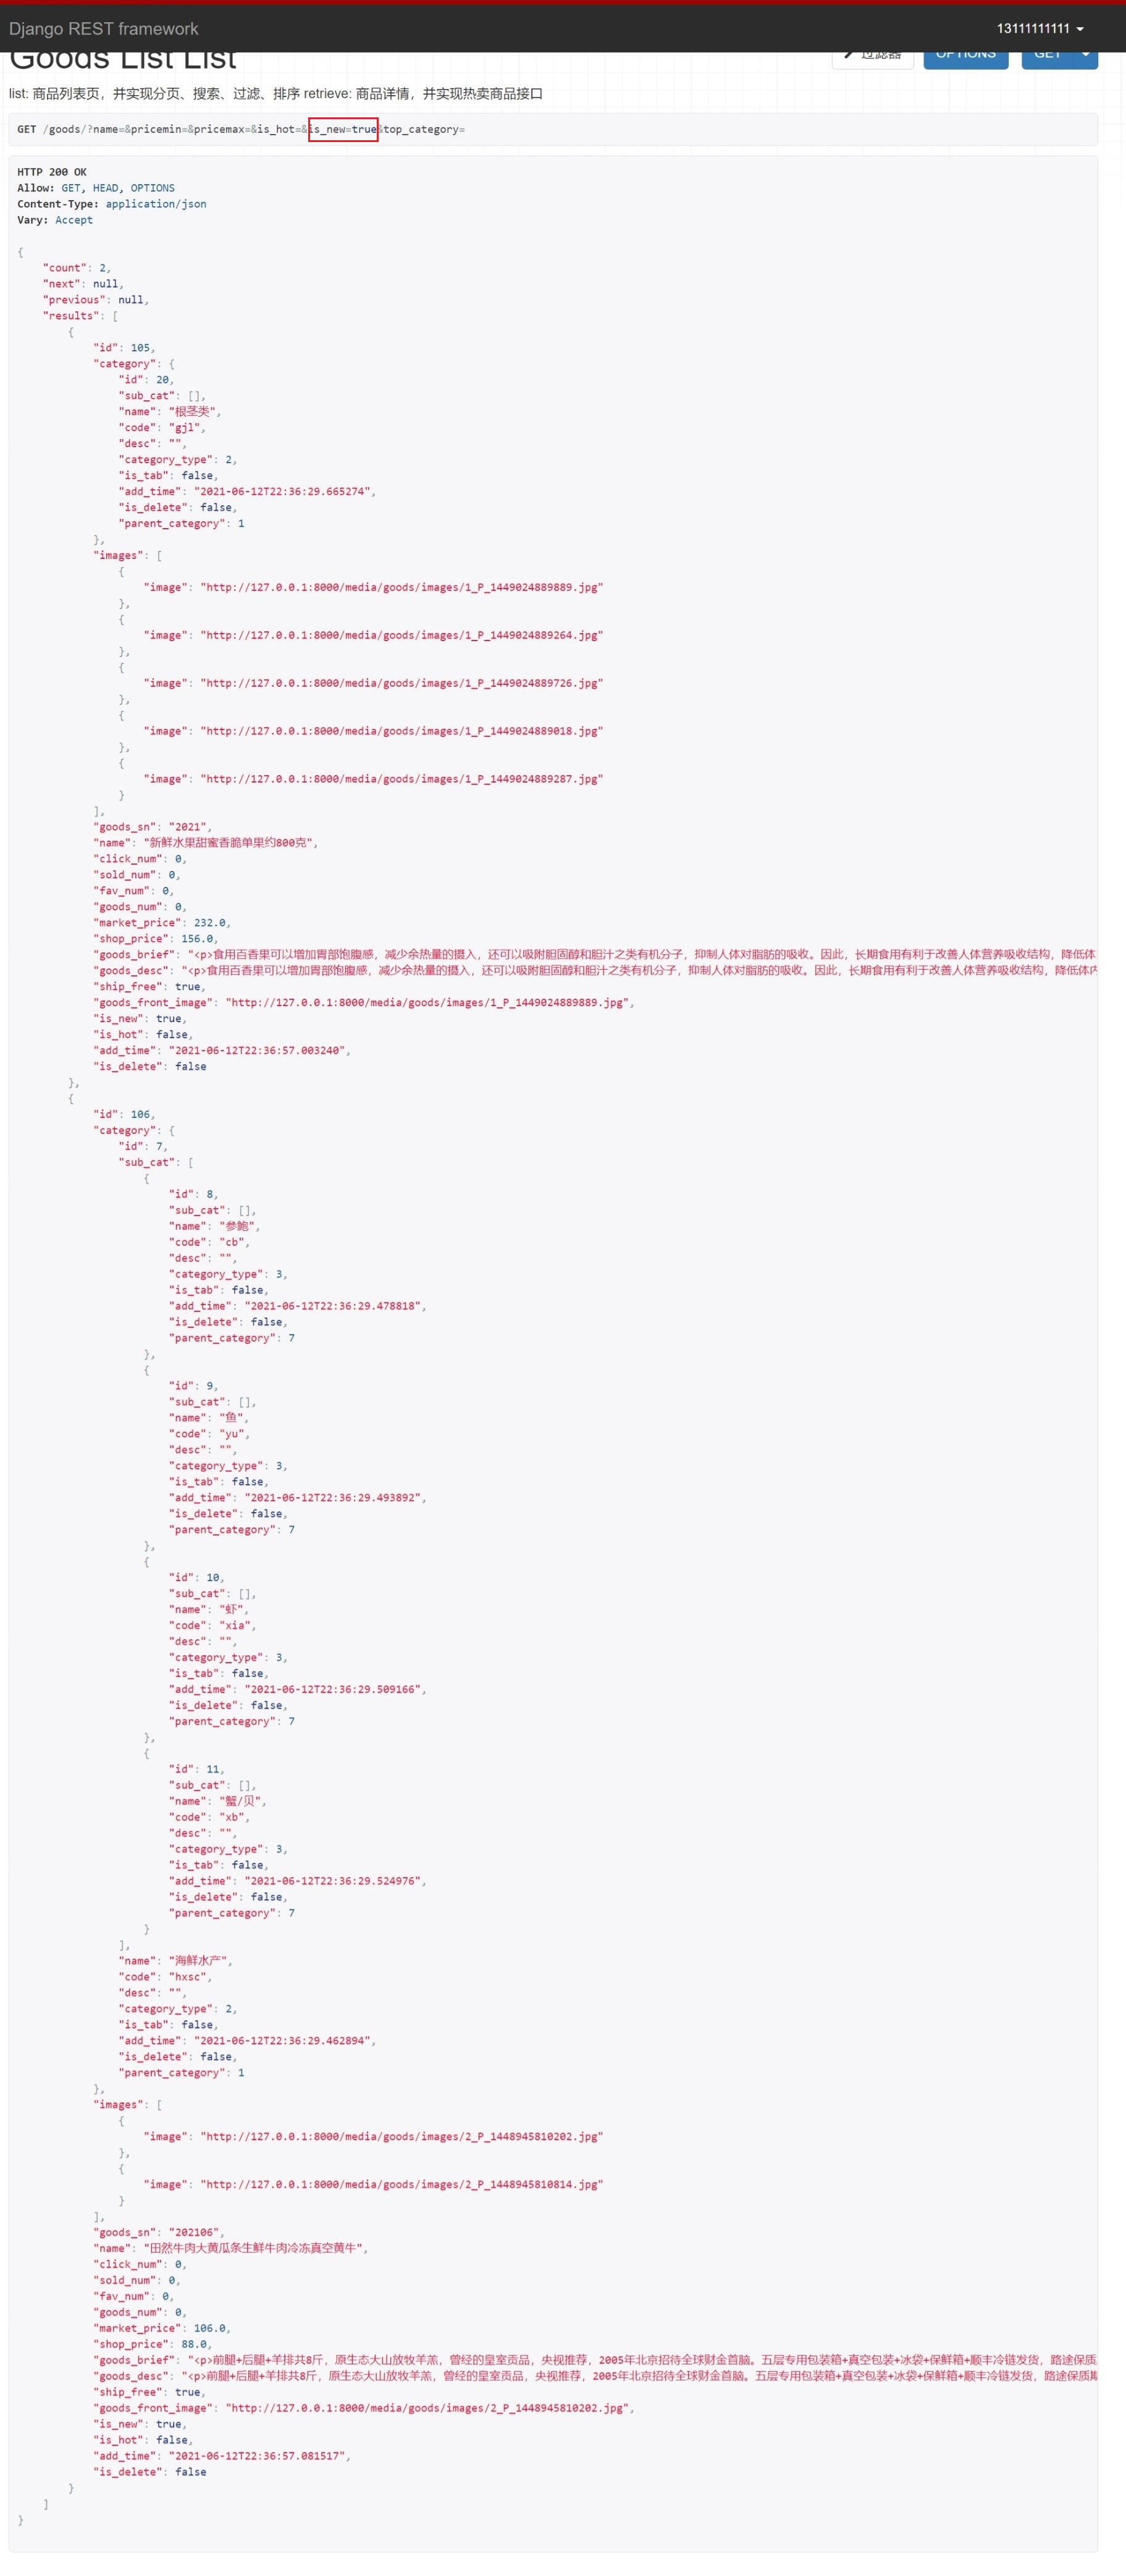 Django REST framework
13111111111
Goods List List
过滤器
OPTIONS
GET
list: 商品列表页，并实现分页、搜索、过滤、排序 retrieve: 商品详情，并实现热卖商品接口
GET /goods/?name=&pricemin=&pricemax=&is_hot=&is_new=true&top_category=
HTTP 200 OK
Allow: GET, HEAD, OPTIONS
Content-Type: application/json
Vary: Accept
{
"count": 2,
"next": null,
"previous": null,
"results": [
{
"id": 105,
"category": {
"id": 20,
"sub_cat": [],
"name": "根茎类",
"code": "gjl",
"desc": "",
"category_type": 2,
"is_tab": false,
"add_time": "2021-06-12T22:36:29.665274",
"is_delete": false,
"parent_category": 1
},
"images": [
{
"image": "http://127.0.0.1:8000/media/goods/images/1_P_1449024889889.jpg"
},
{
"image": "http://127.0.0.1:8000/media/goods/images/1_P_1449024889264.jpg"
},
{
"image": "http://127.0.0.1:8000/media/goods/images/1_P_1449024889726.jpg"
},
{
"image": "http://127.0.0.1:8000/media/goods/images/1_P_1449024889018.jpg"
},
{
"image": "http://127.0.0.1:8000/media/goods/images/1_P_1449024889287.jpg"
}
],
"goods_sn": "2021",
"name": "新鲜水果甜蜜香脆单果约800克",
"click_num": 0,
"sold_num": 0,
"fav_num": 0,
"goods_num": 0,
"market_price": 232.0,
"shop_price": 156.0,
"goods_brief": "<p>食用百香果可以增加胃部饱腹感，减少余热量的摄入，还可以吸附胆固醇和胆汁之类有机分子，抑制人体对脂肪的吸收。因此，长期食用有利于改善人体营养吸收结构，降低体
"goods_desc": "<p>食用百香果可以增加胃部饱腹感，减少余热量的摄入，还可以吸附胆固醇和胆汁之类有机分子，抑制人体对脂肪的吸收。因此，长期食用有利于改善人体营养吸收结构，降低体内
"ship_free": true,
"goods_front_image": "http://127.0.0.1:8000/media/goods/images/1_P_1449024889889.jpg",
"is_new": true,
"is_hot": false,
"add_time": "2021-06-12T22:36:57.003240",
"is_delete": false
},
{
"id": 106,
"category": {
"id": 7,
"sub_cat": [
{
"id": 8,
"sub_cat": [],
"name": "参鲍",
"code": "cb",
"desc": "",
"category_type": 3,
"is_tab": false,
"add_time": "2021-06-12T22:36:29.478818",
"is_delete": false,
"parent_category": 7
},
{
"id": 9,
"sub_cat": [],
"name": "鱼",
"code": "yu",
"desc": "",
"category_type": 3,
"is_tab": false,
"add_time": "2021-06-12T22:36:29.493892",
"is_delete": false,
"parent_category": 7
},
{
"id": 10,
"sub_cat": [],
"name": "虾",
"code": "xia",
"desc": "",
"category_type": 3,
"is_tab": false,
"add_time": "2021-06-12T22:36:29.509166",
"is_delete": false,
"parent_category": 7
},
{
"id": 11,
"sub_cat": [],
"name": "蟹/贝",
"code": "xb",
"desc": "",
"category_type": 3,
"is_tab": false,
"add_time": "2021-06-12T22:36:29.524976",
"is_delete": false,
"parent_category": 7
}
],
"name": "海鲜水产",
"code": "hxsc",
"desc": "",
"category_type": 2,
"is_tab": false,
"add_time": "2021-06-12T22:36:29.462894",
"is_delete": false,
"parent_category": 1
},
"images": [
{
"image": "http://127.0.0.1:8000/media/goods/images/2_P_1448945810202.jpg"
},
{
"image": "http://127.0.0.1:8000/media/goods/images/2_P_1448945810814.jpg"
}
],
"goods_sn": "202106",
"name": "田然牛肉大黄瓜条生鲜牛肉冷冻真空黄牛",
"click_num": 0,
"sold_num": 0,
"fav_num": 0,
"goods_num": 0,
"market_price": 106.0,
"shop_price": 88.0,
"goods_brief": "<p>前腿+后腿+羊排共8斤，原生态大山放牧羊羔，曾经的皇室贡品，央视推荐，2005年北京招待全球财金首脑。五层专用包装箱+真空包装+冰袋+保鲜箱+顺丰冷链发货，路途保质
"goods_desc": "<p>前腿+后腿+羊排共8斤，原生态大山放牧羊羔，曾经的皇室贡品，央视推荐，2005年北京招待全球财金首脑。五层专用包装箱+真空包装+冰袋+保鲜箱+顺丰冷链发货，路途保质期
"ship_free": true,
"goods_front_image": "http://127.0.0.1:8000/media/goods/images/2_P_1448945810202.jpg",
"is_new": true,
"is_hot": false,
"add_time": "2021-06-12T22:36:57.081517",
"is_delete": false
}
]
}